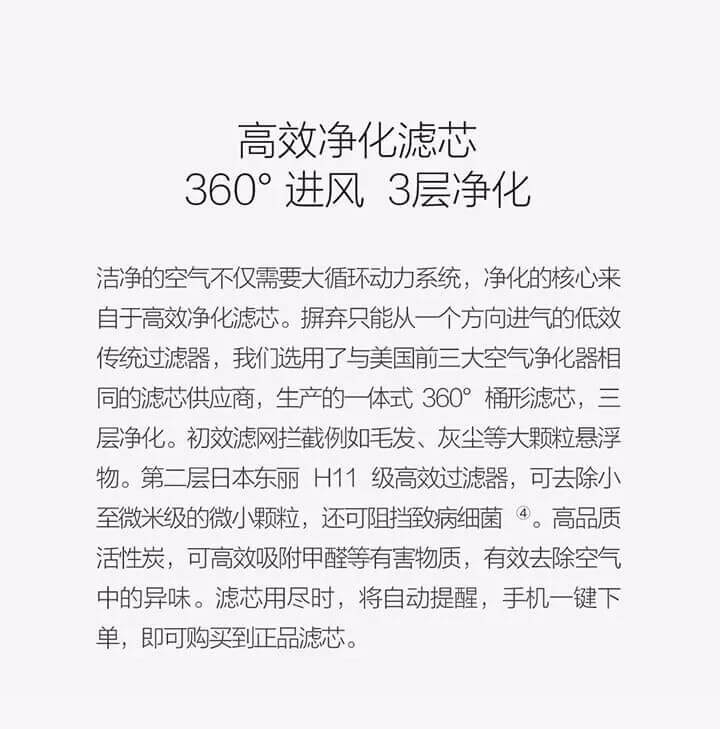 高效净化滤芯
360° 进风 3层净化
洁净的空气不仅需要大循环动力系统，净化的核心来
自于高效净化滤芯。摒弃只能从一个方向进气的低效
传统过滤器，我们选用了与美国前三大空气净化器相
同的滤芯供应商，生产的一体式 360° 桶形滤芯，三
层净化。初效滤网拦截例如毛发、灰尘等大颗粒悬浮
物。第二层日本东丽 H11 级高效过滤器，可去除小
至微米级的微小颗粒，还可阻挡致病细菌 ④。高品质
活性炭，可高效吸附甲醛等有害物质，有效去除空气
中的异味。滤芯用尽时，将自动提醒，手机一键下
单，即可购买到正品滤芯。